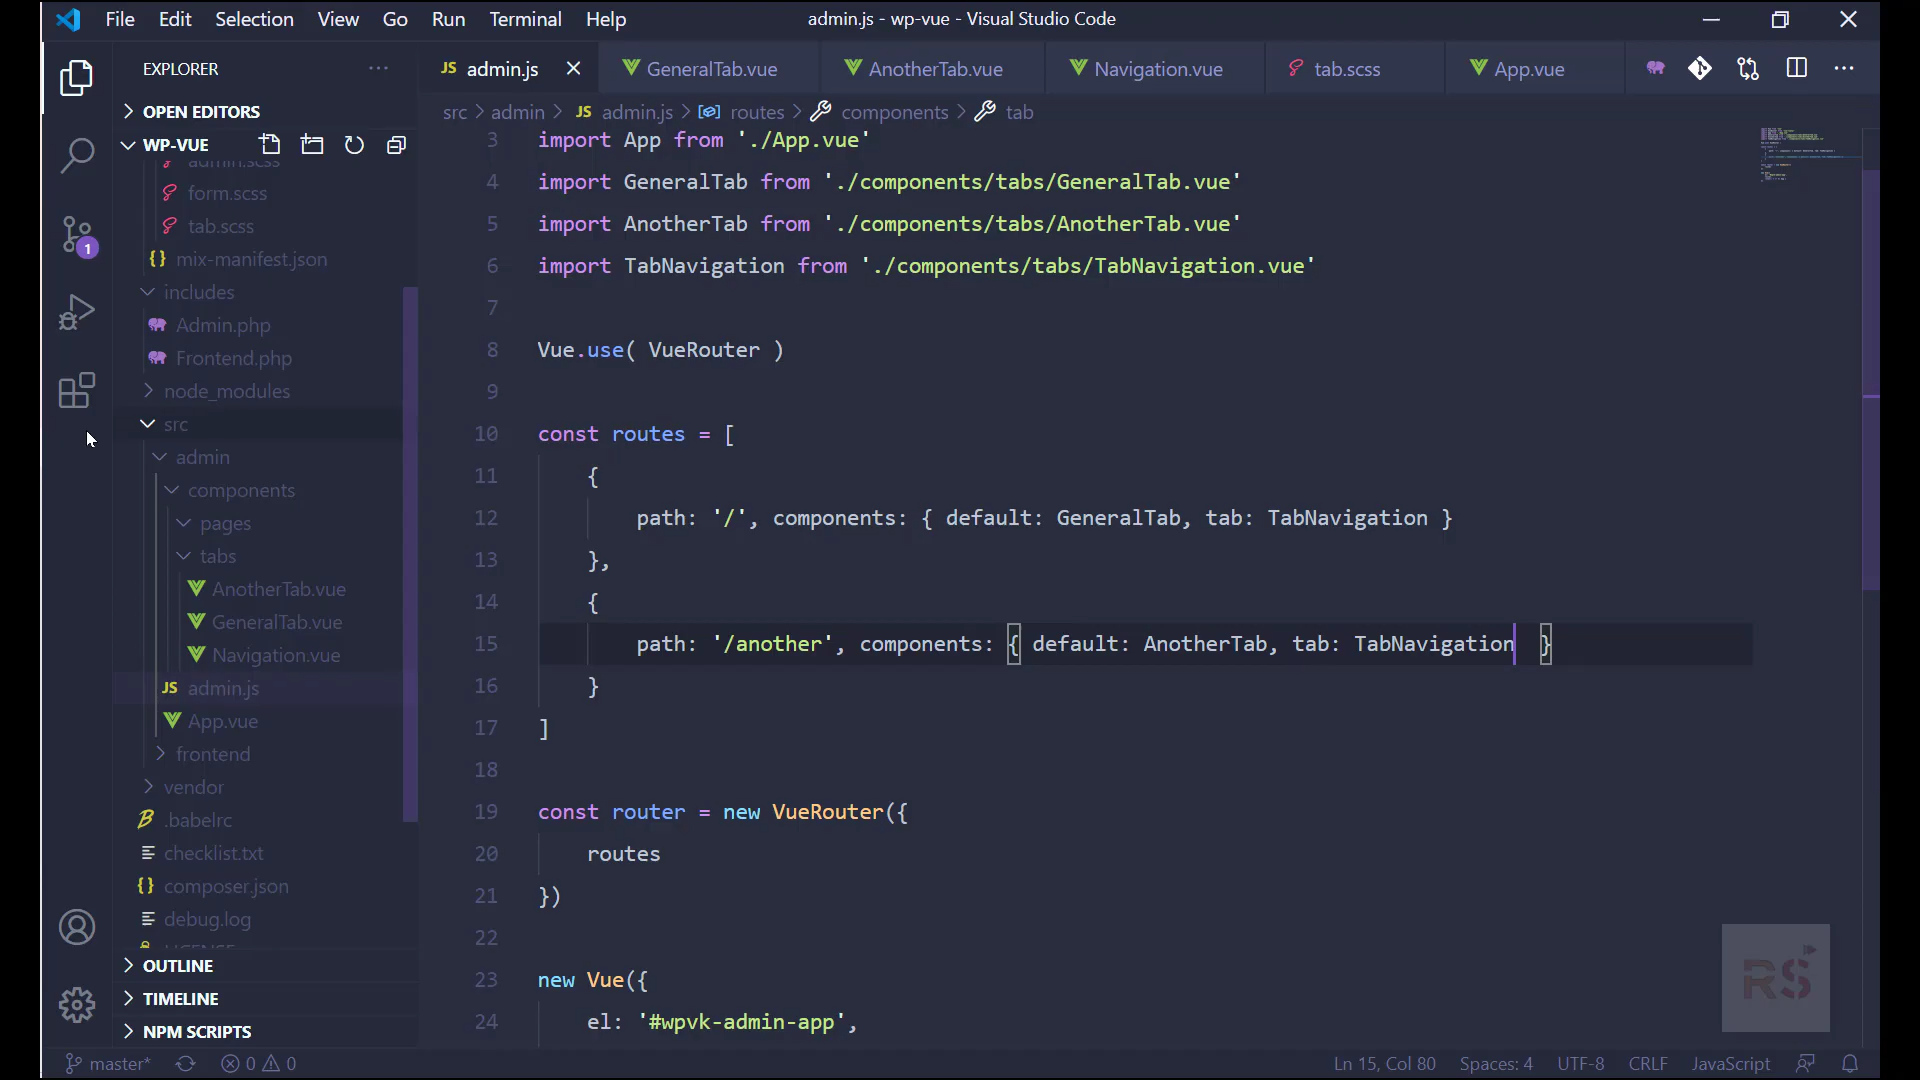 File Edit Selection View Go Run Terminal Help admin.js - wp-vue - Visual Studio Code
EXPLORER
JS admin.js GeneralTab.vue AnotherTab.vue Navigation.vue tab.scss App.vue
OPEN EDITORS
src > admin > JS admin.js > routes > components > tab
WP-VUE
admin.scss
form.scss
tab.scss
{} mix-manifest.json
includes
Admin.php
Frontend.php
node_modules
src
admin
components
pages
tabs
AnotherTab.vue
GeneralTab.vue
Navigation.vue
JS admin.js
App.vue
frontend
vendor
.babelrc
checklist.txt
{} composer.json
debug.log
LICENSE
OUTLINE
TIMELINE
NPM SCRIPTS
1
3 import App from './App.vue'
4 import GeneralTab from './components/tabs/GeneralTab.vue'
5 import AnotherTab from './components/tabs/AnotherTab.vue'
6 import TabNavigation from './components/tabs/TabNavigation.vue'
7
8 Vue.use( VueRouter )
9
10 const routes = [
11 {
12 path: '/', components: { default: GeneralTab, tab: TabNavigation }
13 },
14 {
15 path: '/another', components: { default: AnotherTab, tab: TabNavigation }
16 }
17 ]
18
19 const router = new VueRouter({
20 routes
21 })
22
23 new Vue({
24 el: '#wpvk-admin-app',
RS
master* 0 0 Ln 15, Col 80 Spaces: 4 UTF-8 CRLF JavaScript